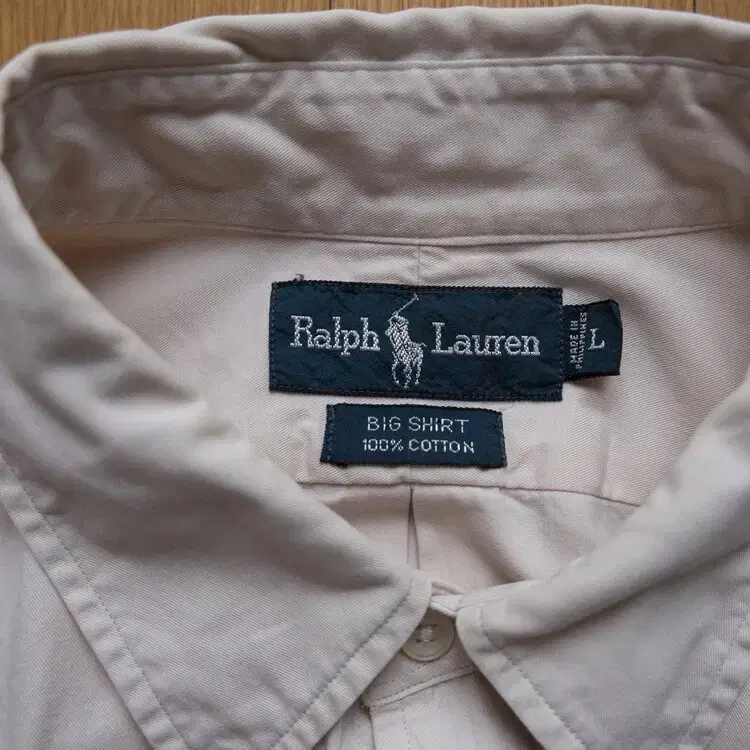 Ralph Lauren
MADE IN
PHILIPPINES
L
BIG SHIRT
100% COTTON